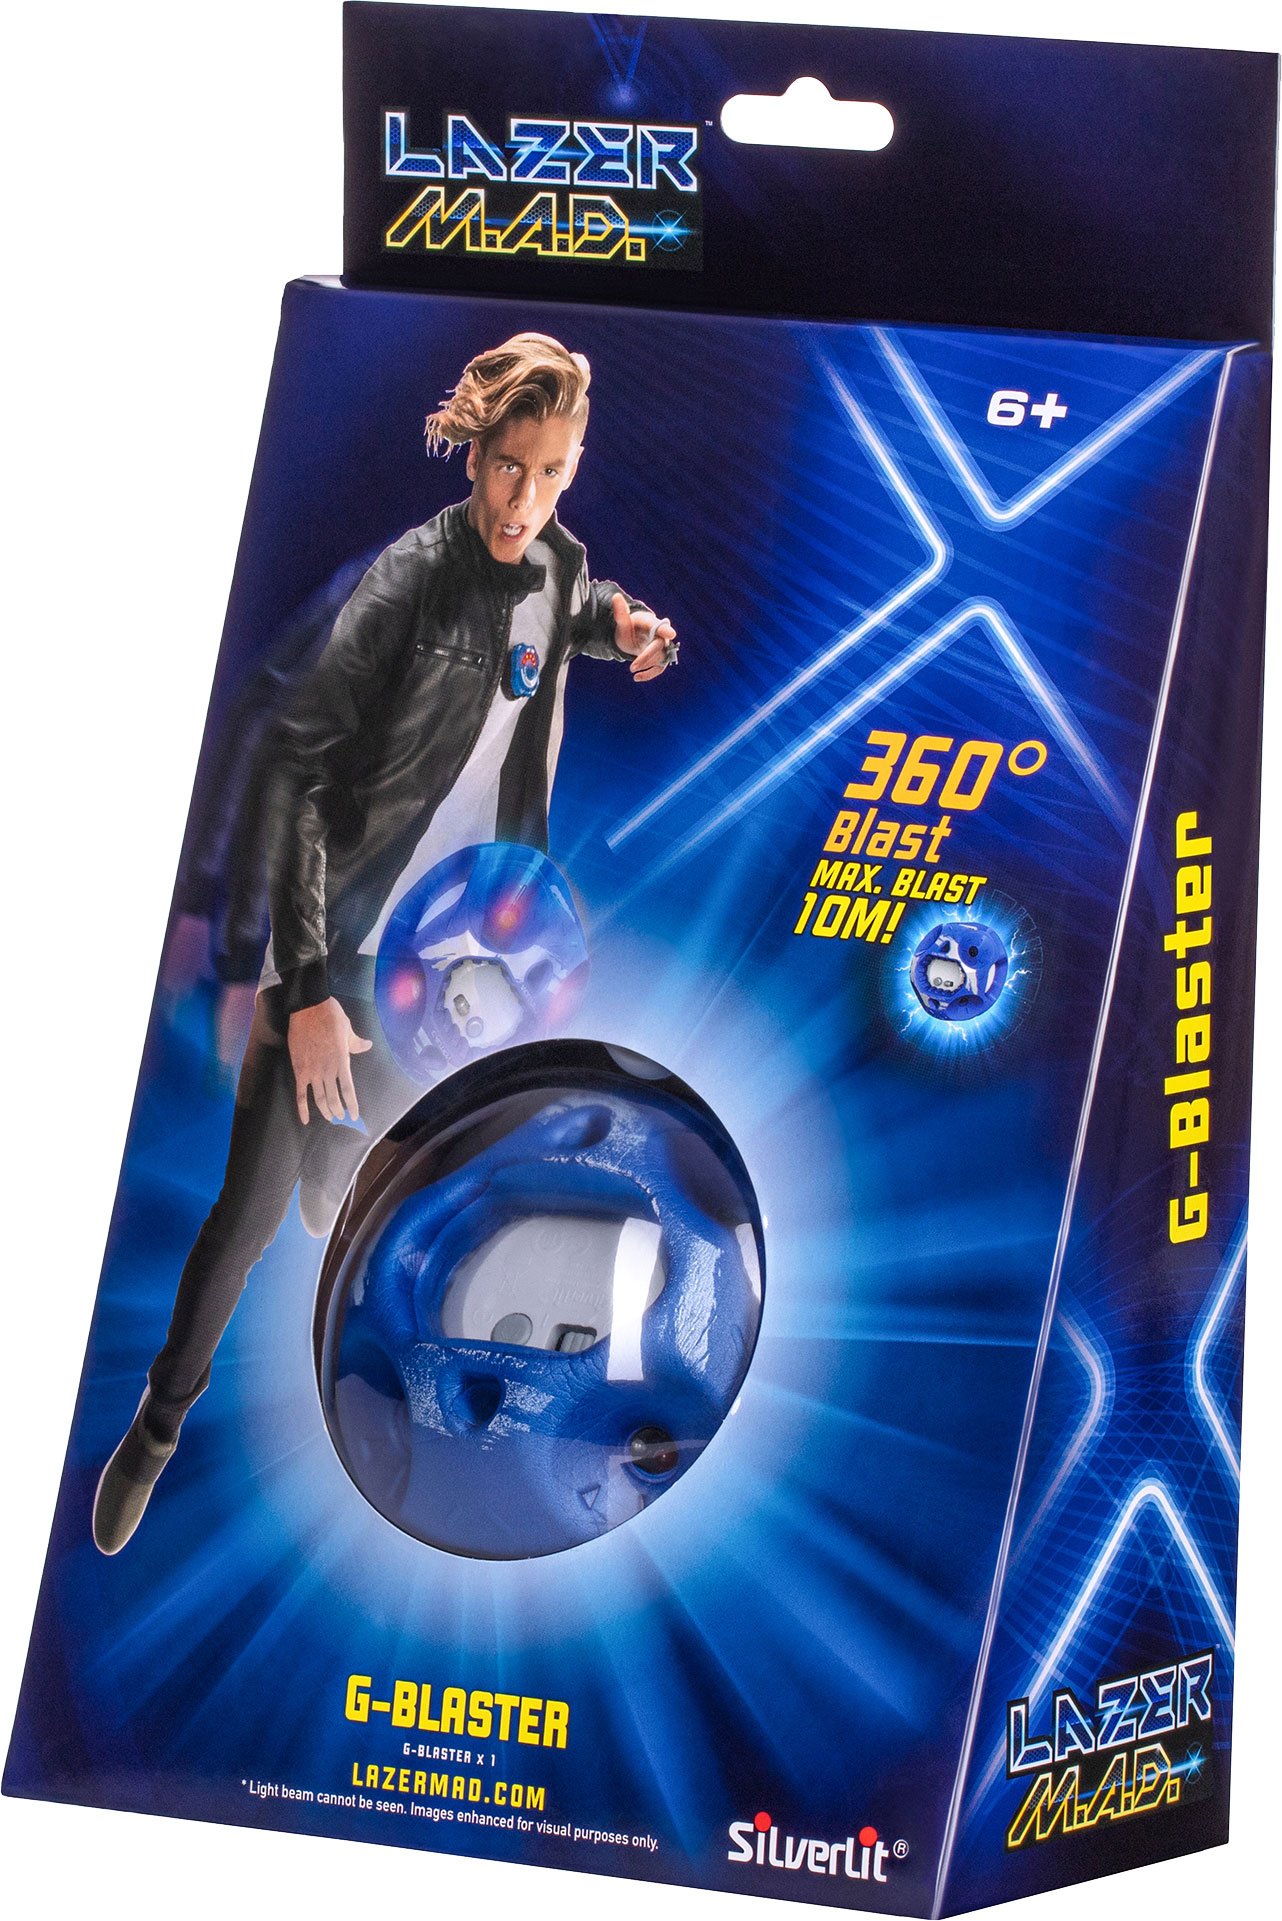 LAZER™
M.A.D.
6+
360°
Blast
MAX. BLAST
10M!
G-Blaster
G-BLASTER
G-BLASTER x 1
LAZERMAD.COM
* Light beam cannot be seen. Images enhanced for visual purposes only.
Silverlit®
LAZER
M.A.D.